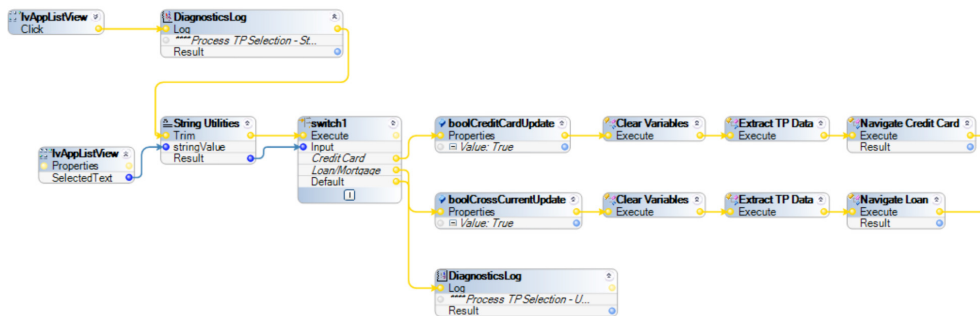 lvAppListView
Click
DiagnosticsLog
Log
****Process TP Selection - St...
Result
String Utilities
Trim
stringValue
Result
lvAppListView
Properties
SelectedText
switch1
Execute
Input
Credit Card
Loan/Mortgage
Default
boolCreditCardUpdate
Properties
Value: True
Clear Variables
Execute
Extract TP Data
Execute
Navigate Credit Card
Execute
Result
boolCrossCurrentUpdate
Properties
Value: True
Clear Variables
Execute
Extract TP Data
Execute
Navigate Loan
Execute
Result
DiagnosticsLog
Log
****Process TP Selection - U...
Result